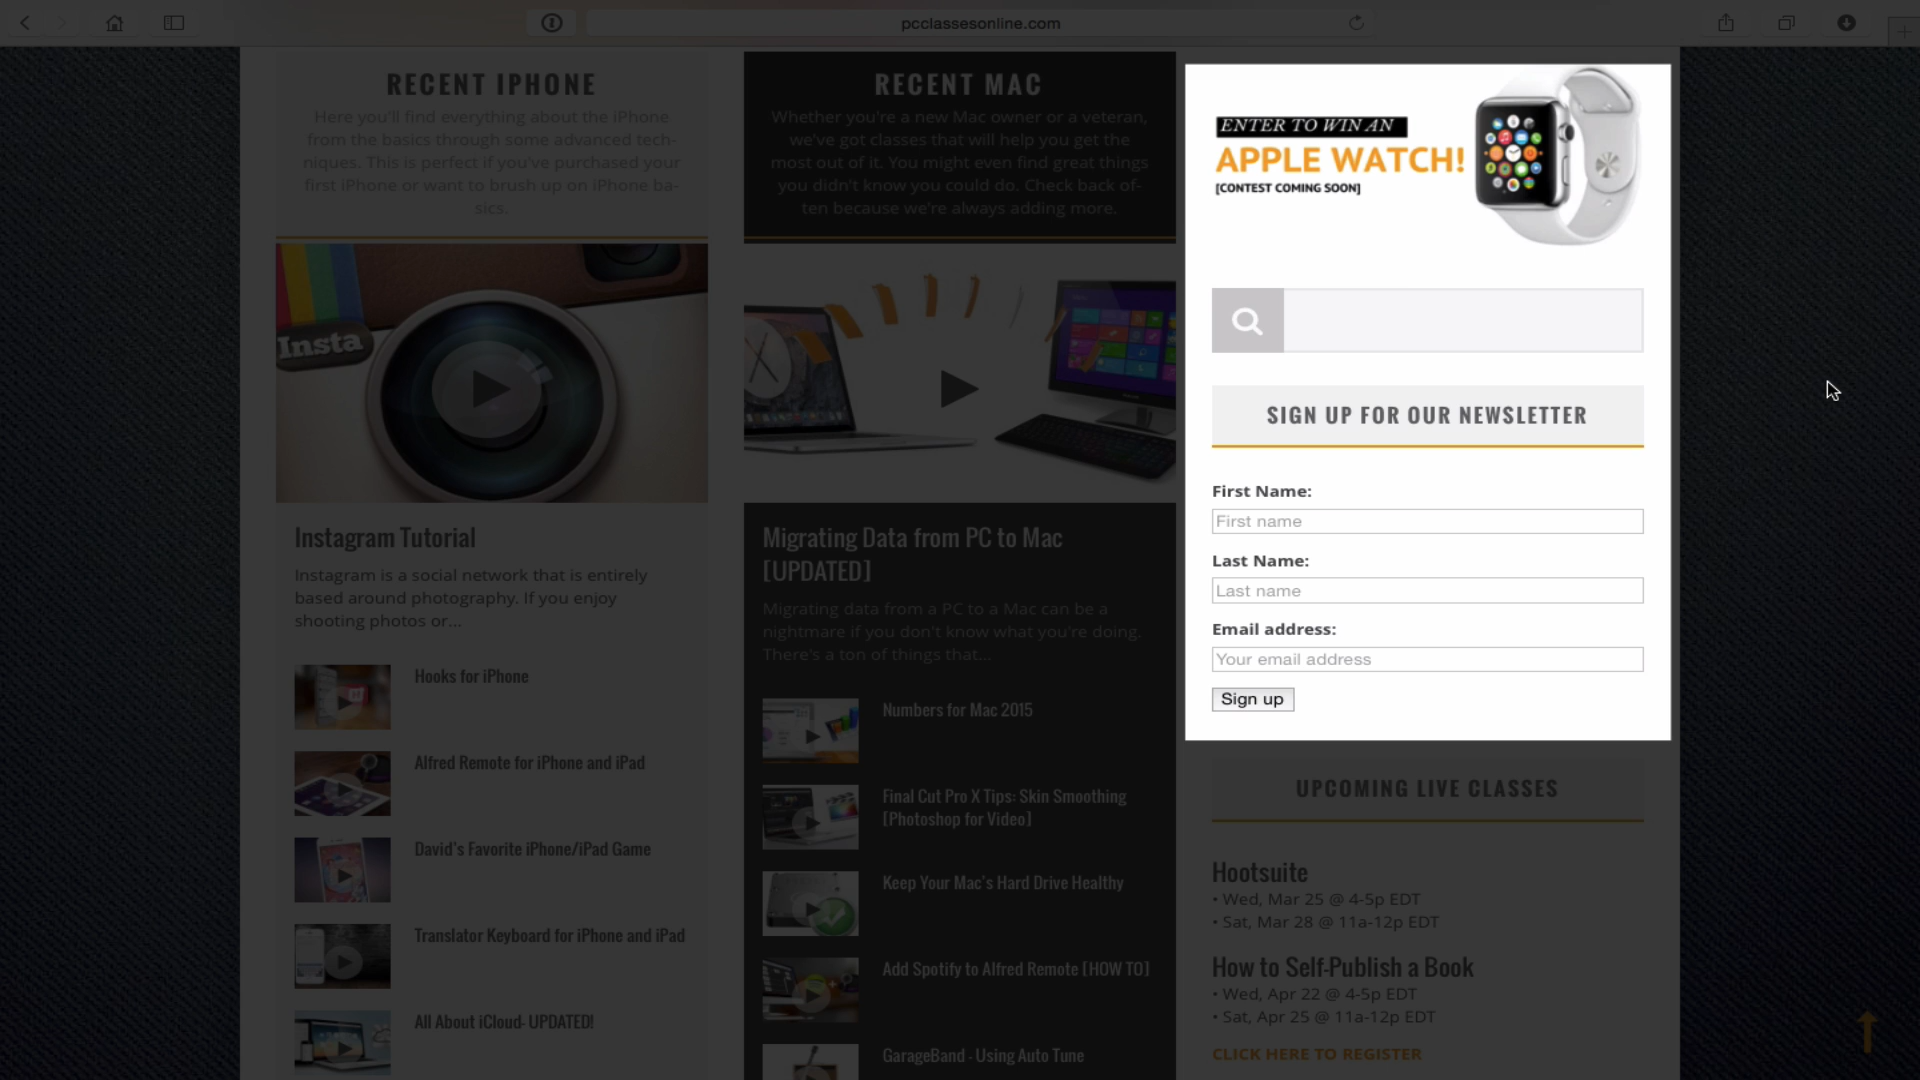 pcclassesonline.com
RECENT IPHONE
Here you'll find everything about the iPhone
from the basics through some advanced tech-
niques. This is perfect if you've purchased your
first iPhone or want to brush up on iPhone ba-
sics.
Insta
Instagram Tutorial
Instagram is a social network that is entirely
based around photography. If you enjoy
shooting photos or...
Hooks for iPhone
Alfred Remote for iPhone and iPad
David's Favorite iPhone/iPad Game
Translator Keyboard for iPhone and iPad
All About iCloud- UPDATED!
RECENT MAC
Whether you're a new Mac owner or a veteran,
we've got classes that will help you get the
most out of it. You might even find great things
you didn't know you could do. Check back of-
ten because we're always adding more.
Migrating Data from PC to Mac
[UPDATED]
Migrating data from a PC to a Mac can be a
nightmare if you don't know what you're doing.
There's a ton of things that...
Numbers for Mac 2015
Final Cut Pro X Tips: Skin Smoothing
[Photoshop for Video]
Keep Your Mac's Hard Drive Healthy
Add Spotify to Alfred Remote [HOW TO]
GarageBand - Using Auto Tune
ENTER TO WIN AN
APPLE WATCH!
[CONTEST COMING SOON]
SIGN UP FOR OUR NEWSLETTER
First Name:
First name
Last Name:
Last name
Email address:
Your email address
Sign up
UPCOMING LIVE CLASSES
Hootsuite
• Wed, Mar 25 @ 4-5p EDT
• Sat, Mar 28 @ 11a-12p EDT
How to Self-Publish a Book
• Wed, Apr 22 @ 4-5p EDT
• Sat, Apr 25 @ 11a-12p EDT
CLICK HERE TO REGISTER